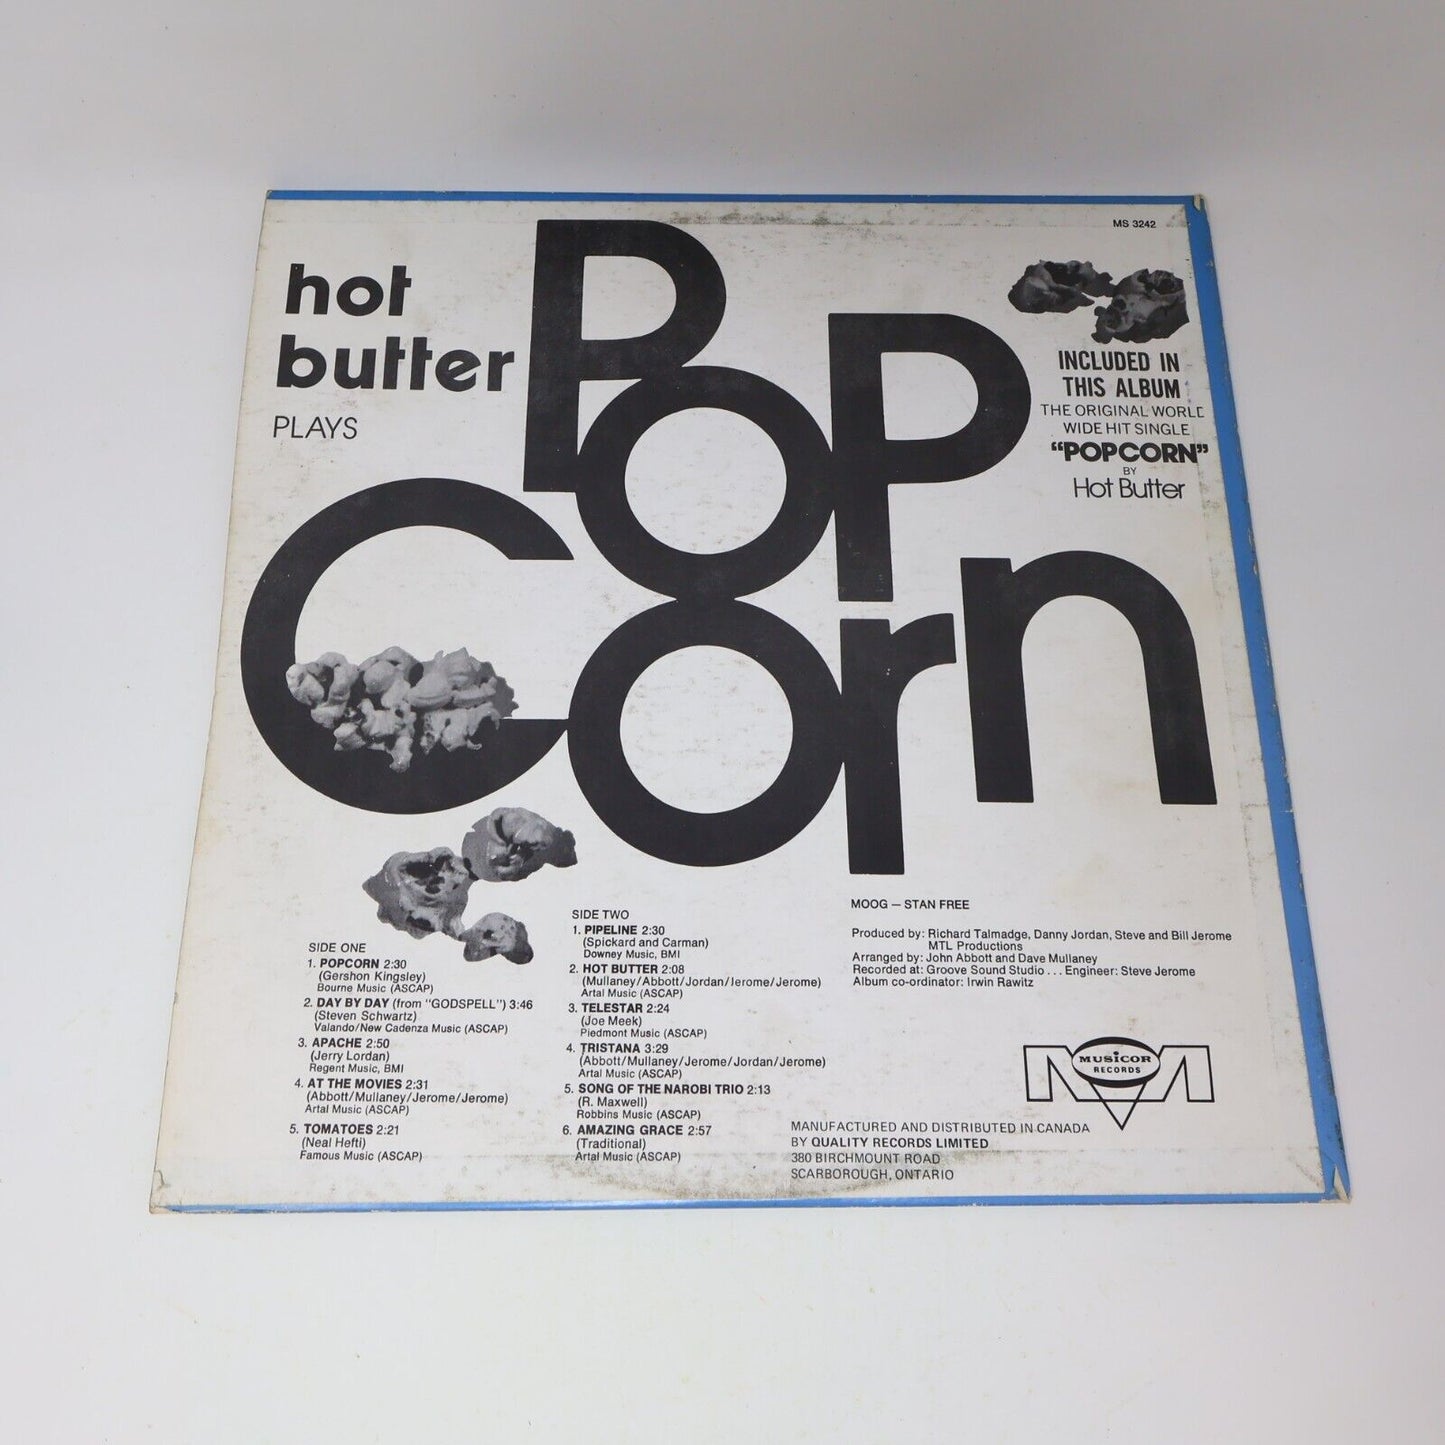 MS 3242
hot
butter
PLAYS
POP
Corn
INCLUDED IN
THIS ALBUM
THE ORIGINAL WORLD
WIDE HIT SINGLE
"POPCORN"
BY
Hot Butter
SIDE ONE
1. POPCORN 2:30
(Gershon Kingsley)
Bourne Music (ASCAP)
2. DAY BY DAY (from "GODSPELL") 3:46
(Steven Schwartz)
Valando/New Cadenza Music (ASCAP)
3. APACHE 2:50
(Jerry Lordan)
Regent Music, BMI
4. AT THE MOVIES 2:31
(Abbott/Mullaney/Jerome/Jerome)
Artal Music (ASCAP)
5. TOMATOES 2:21
(Neal Hefti)
Famous Music (ASCAP)
SIDE TWO
1. PIPELINE 2:30
(Spickard and Carman)
Downey Music, BMI
2. HOT BUTTER 2:08
(Mullaney/Abbott/Jordan/Jerome/Jerome)
Artal Music (ASCAP)
3. TELESTAR 2:24
(Joe Meek)
Piedmont Music (ASCAP)
4. TRISTANA 3:29
(Abbott/Mullaney/Jerome/Jordan/Jerome)
Artal Music (ASCAP)
5. SONG OF THE NAROBI TRIO 2:13
(R. Maxwell)
Robbins Music (ASCAP)
6. AMAZING GRACE 2:57
(Traditional)
Artal Music (ASCAP)
MOOG — STAN FREE
Produced by: Richard Talmadge, Danny Jordan, Steve and Bill Jerome
MTL Productions
Arranged by: John Abbott and Dave Mullaney
Recorded at: Groove Sound Studio . . . Engineer: Steve Jerome
Album co-ordinator: Irwin Rawitz
MUSICOR
RECORDS
MANUFACTURED AND DISTRIBUTED IN CANADA
BY QUALITY RECORDS LIMITED
380 BIRCHMOUNT ROAD
SCARBOROUGH, ONTARIO